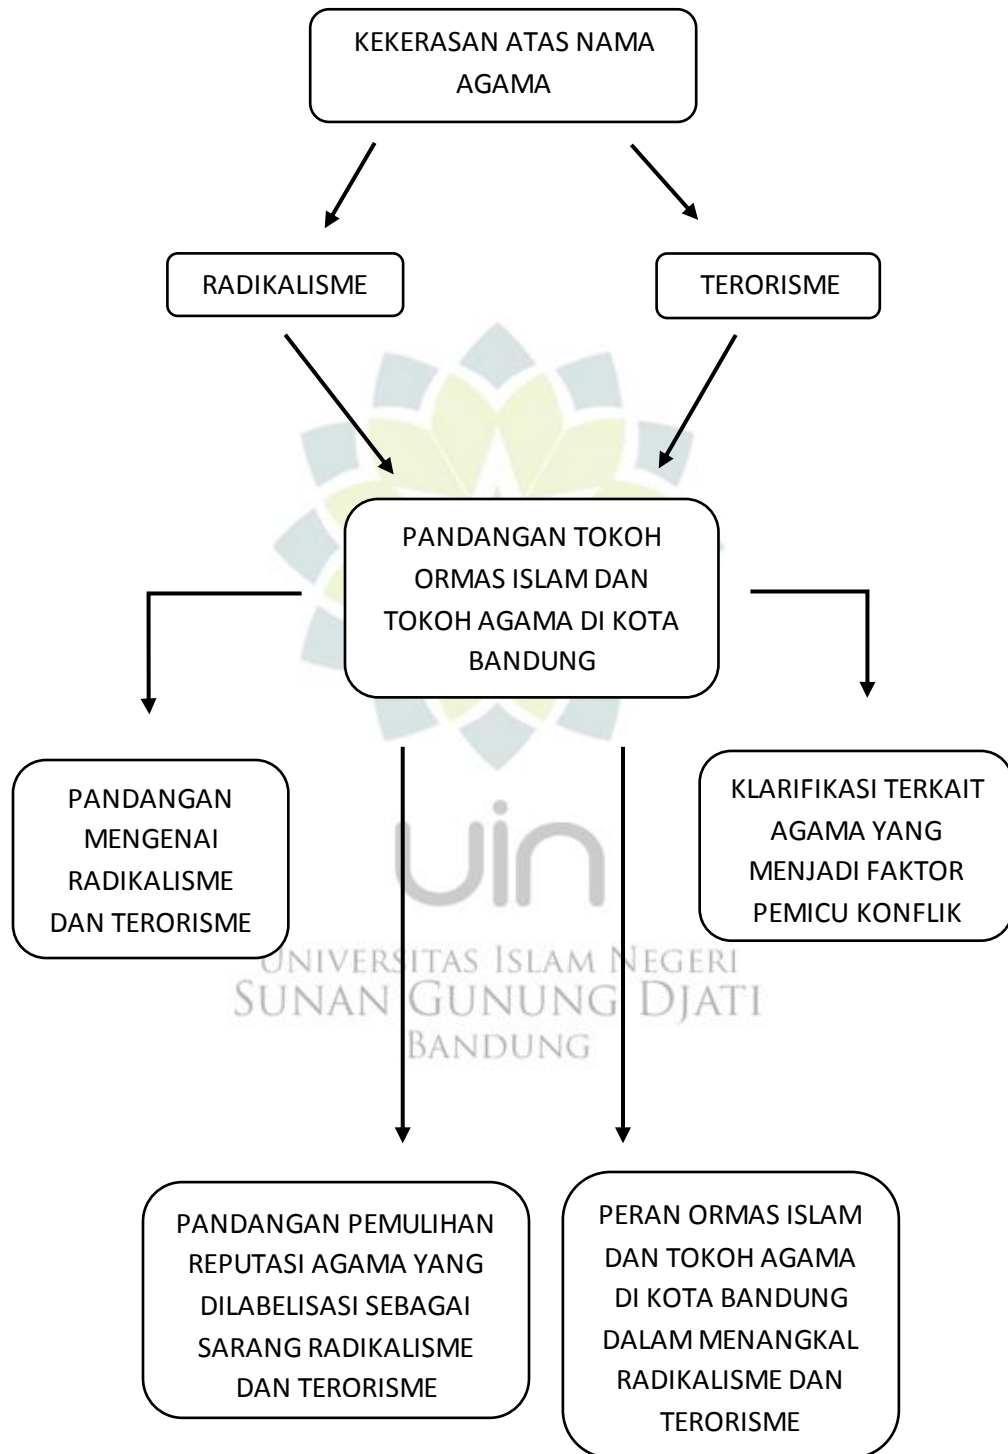 KEKERASAN ATAS NAMA
AGAMA
RADIKALISME
TERORISME
PANDANGAN TOKOH
ORMAS ISLAM DAN
TOKOH AGAMA DI KOTA
BANDUNG
PANDANGAN
MENGENAI
RADIKALISME
DAN TERORISME
KLARIFIKASI TERKAIT
AGAMA YANG
MENJADI FAKTOR
PEMICU KONFLIK
uin
UNIVERSITAS ISLAM NEGERI
SUNAN GUNUNG DJATI
BANDUNG
PANDANGAN PEMULIHAN
REPUTASI AGAMA YANG
DILABELISASI SEBAGAI
SARANG RADIKALISME
DAN TERORISME
PERAN ORMAS ISLAM
DAN TOKOH AGAMA
DI KOTA BANDUNG
DALAM MENANGKAL
RADIKALISME DAN
TERORISME